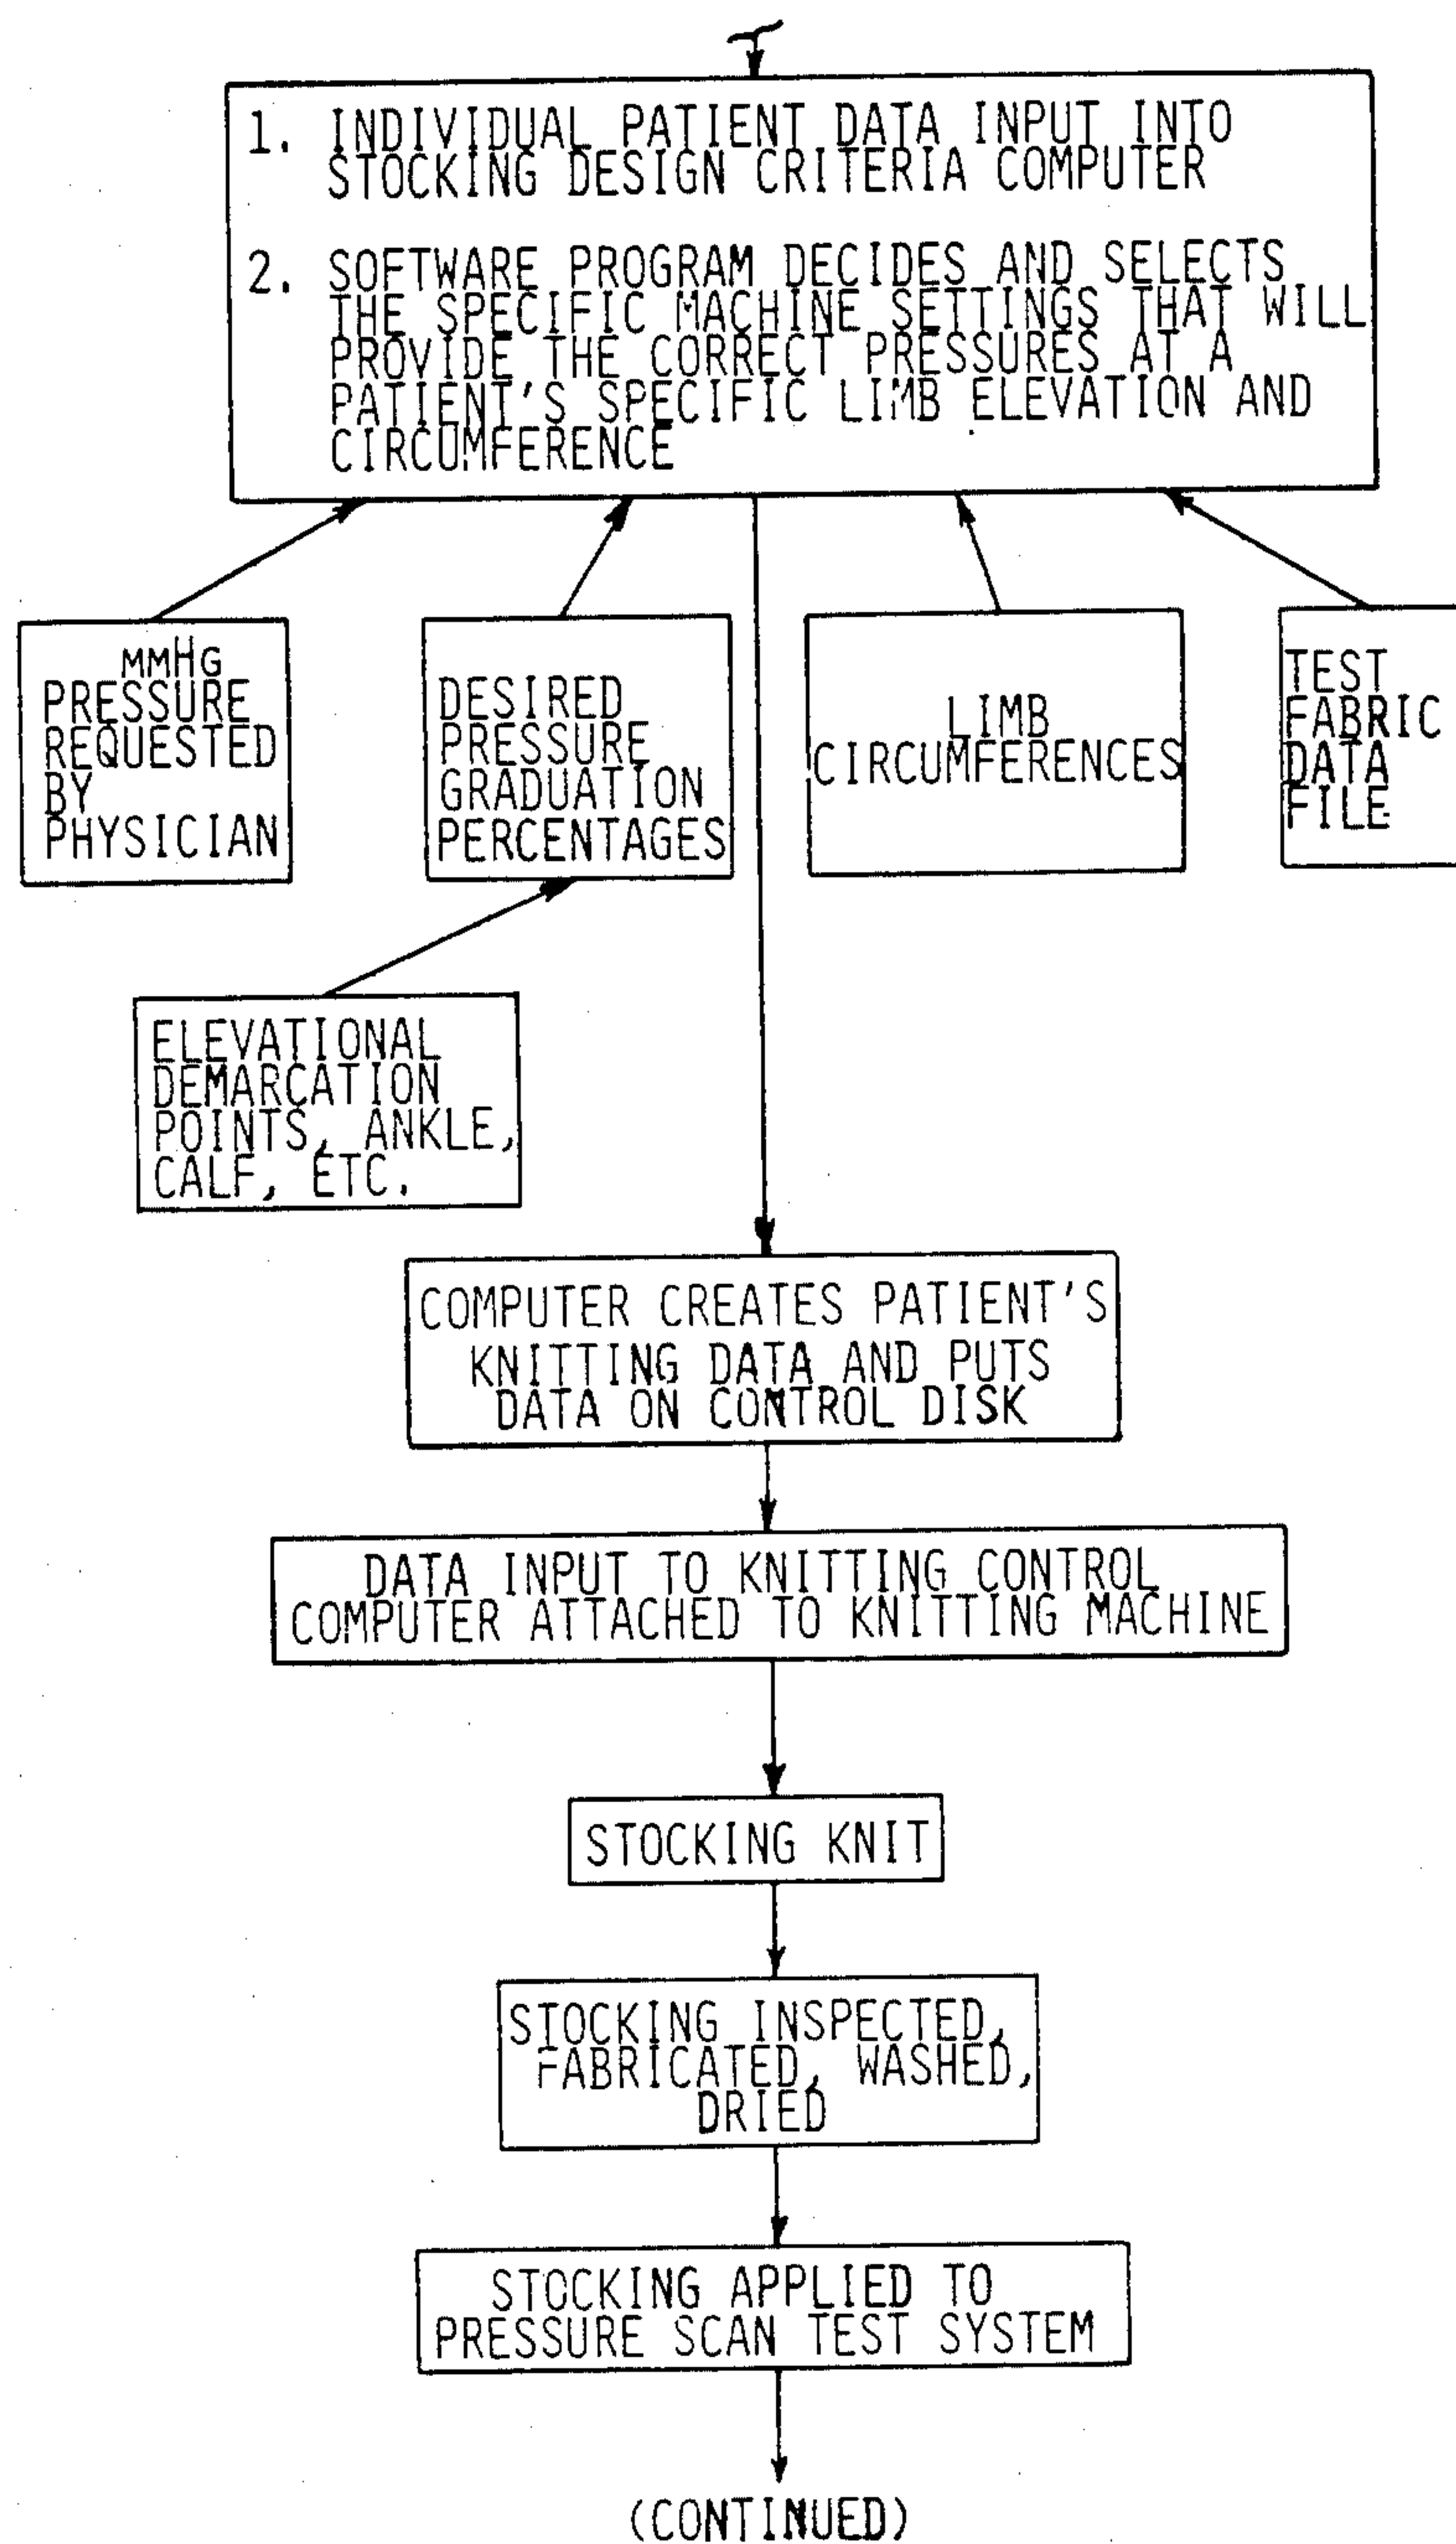 1. INDIVIDUAL PATIENT DATA INPUT INTO
STOCKING DESIGN CRITERIA COMPUTER
2. SOFTWARE PROGRAM DECIDES AND SELECTS
THE SPECIFIC MACHINE SETTINGS THAT WILL
PROVIDE THE CORRECT PRESSURES AT A
PATIENT'S SPECIFIC LIMB ELEVATION AND
CIRCUMFERENCE
MMHG
PRESSURE
REQUESTED
BY
PHYSICIAN
DESIRED
PRESSURE
GRADUATION
PERCENTAGES
LIMB
CIRCUMFERENCES
TEST
FABRIC
DATA
FILE
ELEVATIONAL
DEMARCATION
POINTS, ANKLE,
CALF, ETC.
COMPUTER CREATES PATIENT'S
KNITTING DATA AND PUTS
DATA ON CONTROL DISK
DATA INPUT TO KNITTING CONTROL
COMPUTER ATTACHED TO KNITTING MACHINE
STOCKING KNIT
STOCKING INSPECTED,
FABRICATED, WASHED,
DRIED
STOCKING APPLIED TO
PRESSURE SCAN TEST SYSTEM
(CONTINUED)